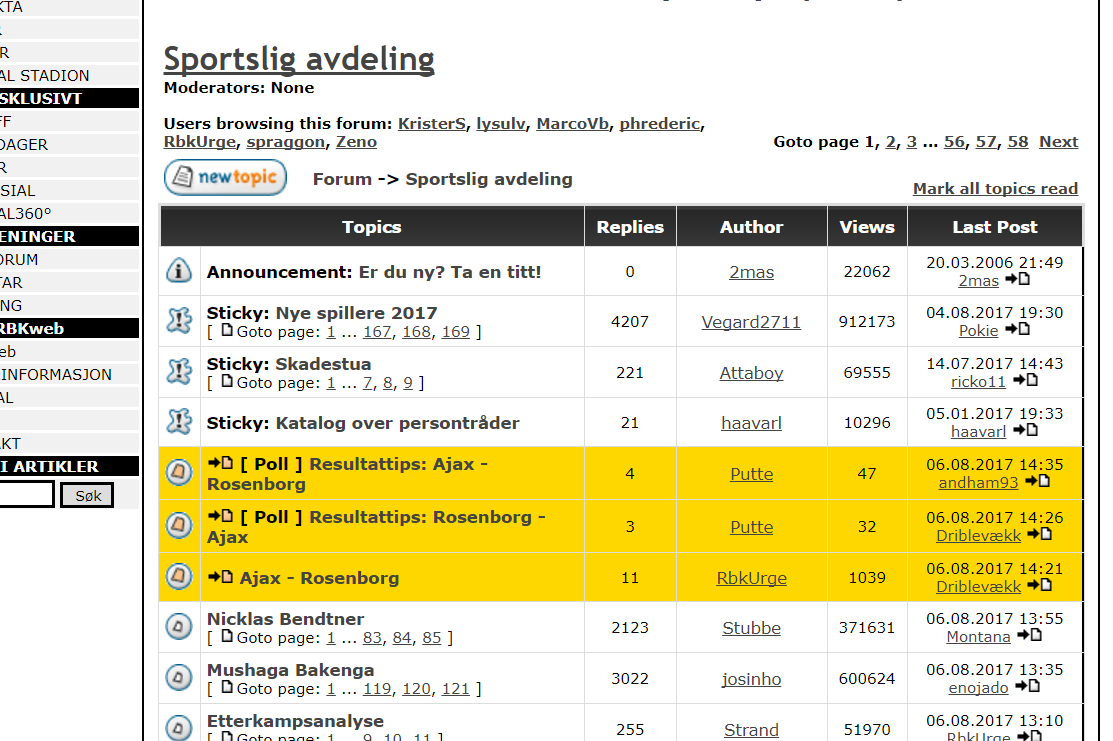 KTA
R
AL STADION
SKLUSIVT
FF
DAGER
R
SIAL
AL360°
ENINGER
ORUM
TAR
NG
RBKweb
eb
INFORMASJON
AL
AKT
I ARTIKLER
Søk
Sportslig avdeling
Moderators: None
Users browsing this forum: KristerS, lysulv, MarcoVb, phrederic,
RbkUrge, spraggon, Zeno
Goto page 1, 2, 3 ... 56, 57, 58 Next
newtopic
Forum -> Sportslig avdeling
Mark all topics read
Topics Replies Author Views Last Post
Announcement: Er du ny? Ta en titt! 0 2mas 22062 20.03.2006 21:49
2mas
Sticky: Nye spillere 2017 4207 Vegard2711 912173 04.08.2017 19:30
[ Goto page: 1 ... 167, 168, 169 ] Pokie
Sticky: Skadestua 221 Attaboy 69555 14.07.2017 14:43
[ Goto page: 1 ... 7, 8, 9 ] ricko11
Sticky: Katalog over persontråder 21 haavarl 10296 05.01.2017 19:33
haavarl
[ Poll ] Resultattips: Ajax - 4 Putte 47 06.08.2017 14:35
Rosenborg andham93
[ Poll ] Resultattips: Rosenborg - 3 Putte 32 06.08.2017 14:26
Ajax Driblevækk
Ajax - Rosenborg 11 RbkUrge 1039 06.08.2017 14:21
Driblevækk
Nicklas Bendtner 2123 Stubbe 371631 06.08.2017 13:55
[ Goto page: 1 ... 83, 84, 85 ] Montana
Mushaga Bakenga 3022 josinho 600624 06.08.2017 13:35
[ Goto page: 1 ... 119, 120, 121 ] enojado
Etterkampsanalyse 255 Strand 51970 06.08.2017 13:10
[ Goto page: 1 ... 9, 10, 11 ] RbkUrge